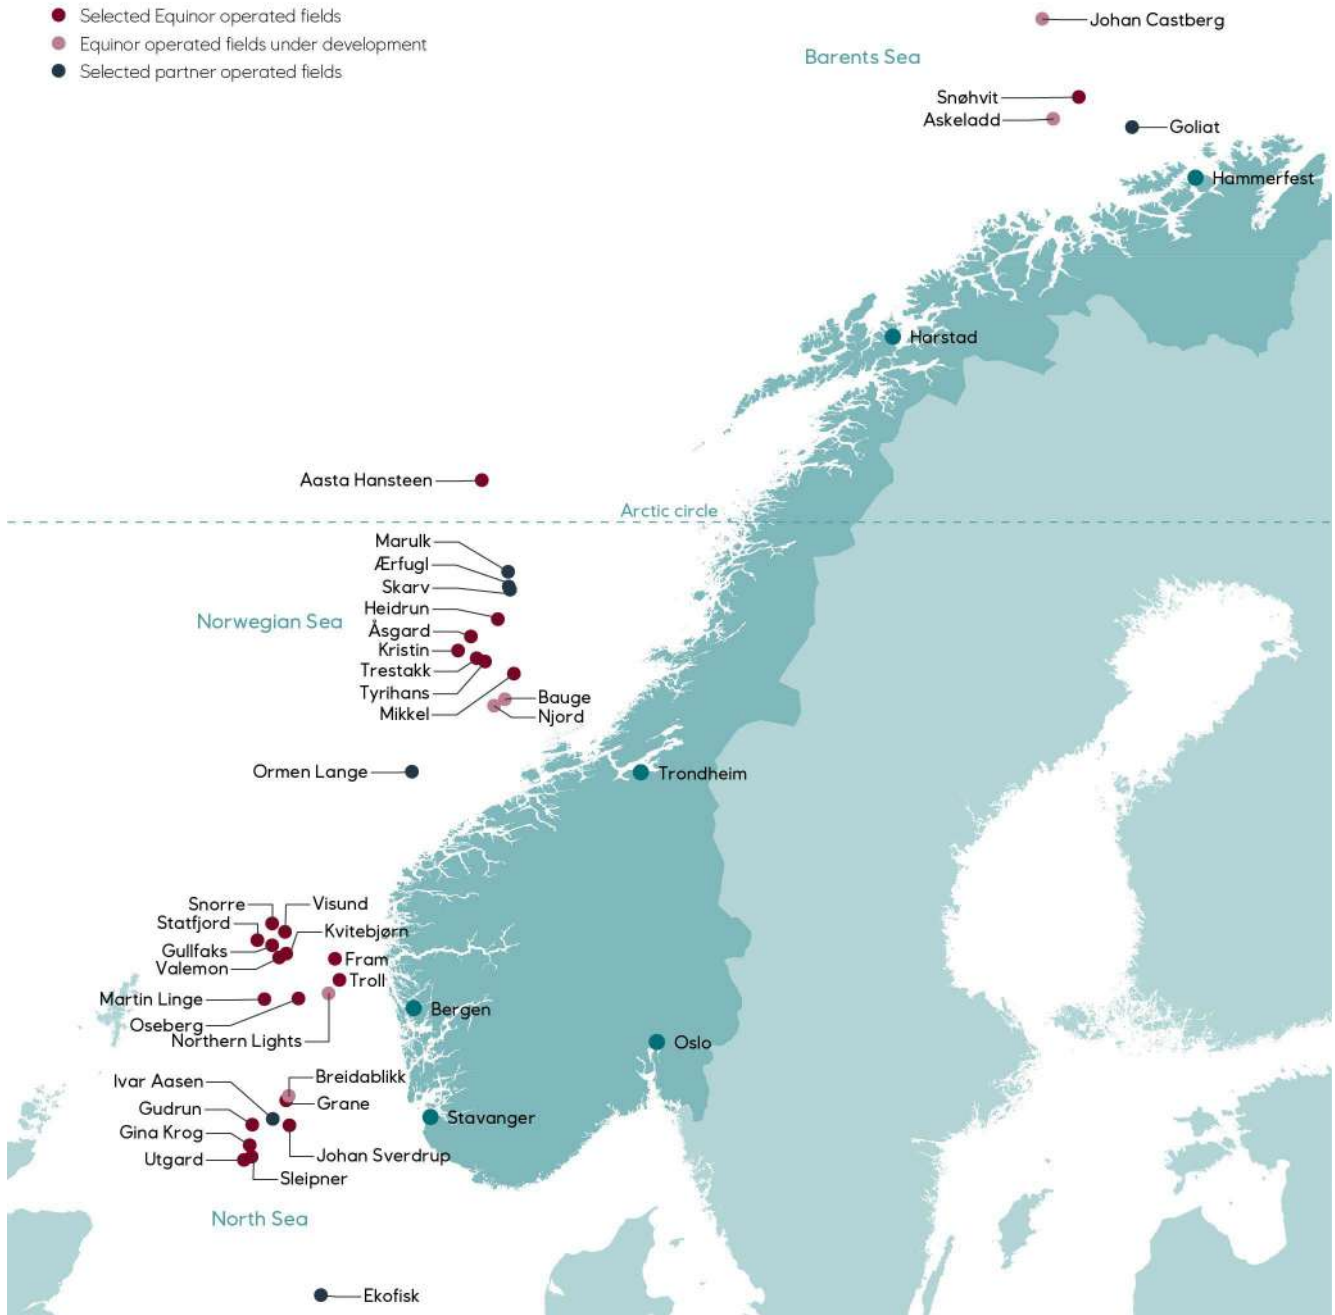 Selected Equinor operated fields
Equinor operated fields under development
Selected partner operated fields
Johan Castberg
Barents Sea
Snøhvit
Askeladd
Goliat
Hammerfest
Harstad
Aasta Hansteen
Arctic circle
Marulk
Ærfugl
Skarv
Norwegian Sea
Heidrun
Åsgard
Kristin
Trestakk
Tyrihans
Mikkel
Bauge
Njord
Ormen Lange
Trondheim
Snorre
Visund
Statfjord
Kvitebjørn
Gullfaks
Valemon
Fram
Troll
Martin Linge
Oseberg
Northern Lights
Bergen
Oslo
Ivar Aasen
Breidablikk
Gudrun
Grane
Gina Krog
Stavanger
Utgard
Johan Sverdrup
Sleipner
North Sea
Ekofisk